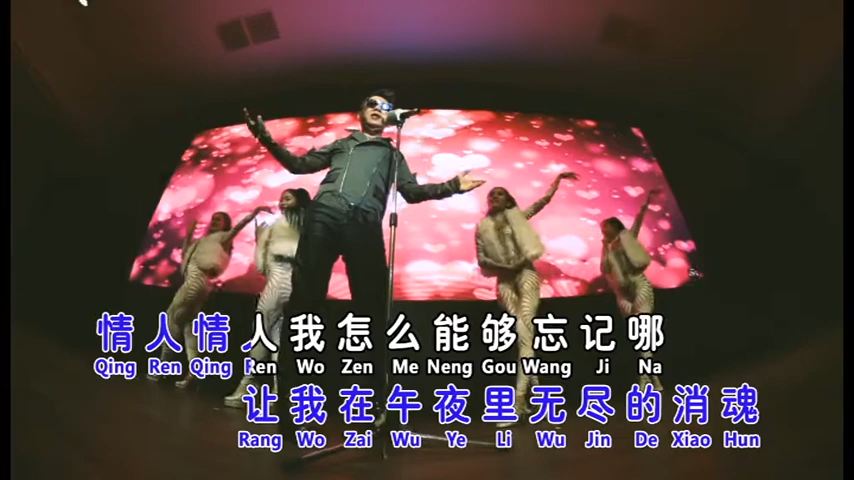 情人情人我怎么能够忘记哪
Qing Ren Qing Ren Wo Zen Me Neng Gou Wang Ji Na
让我在午夜里无尽的消魂
Rang Wo Zai Wu Ye Li Wu Jin De Xiao Hun